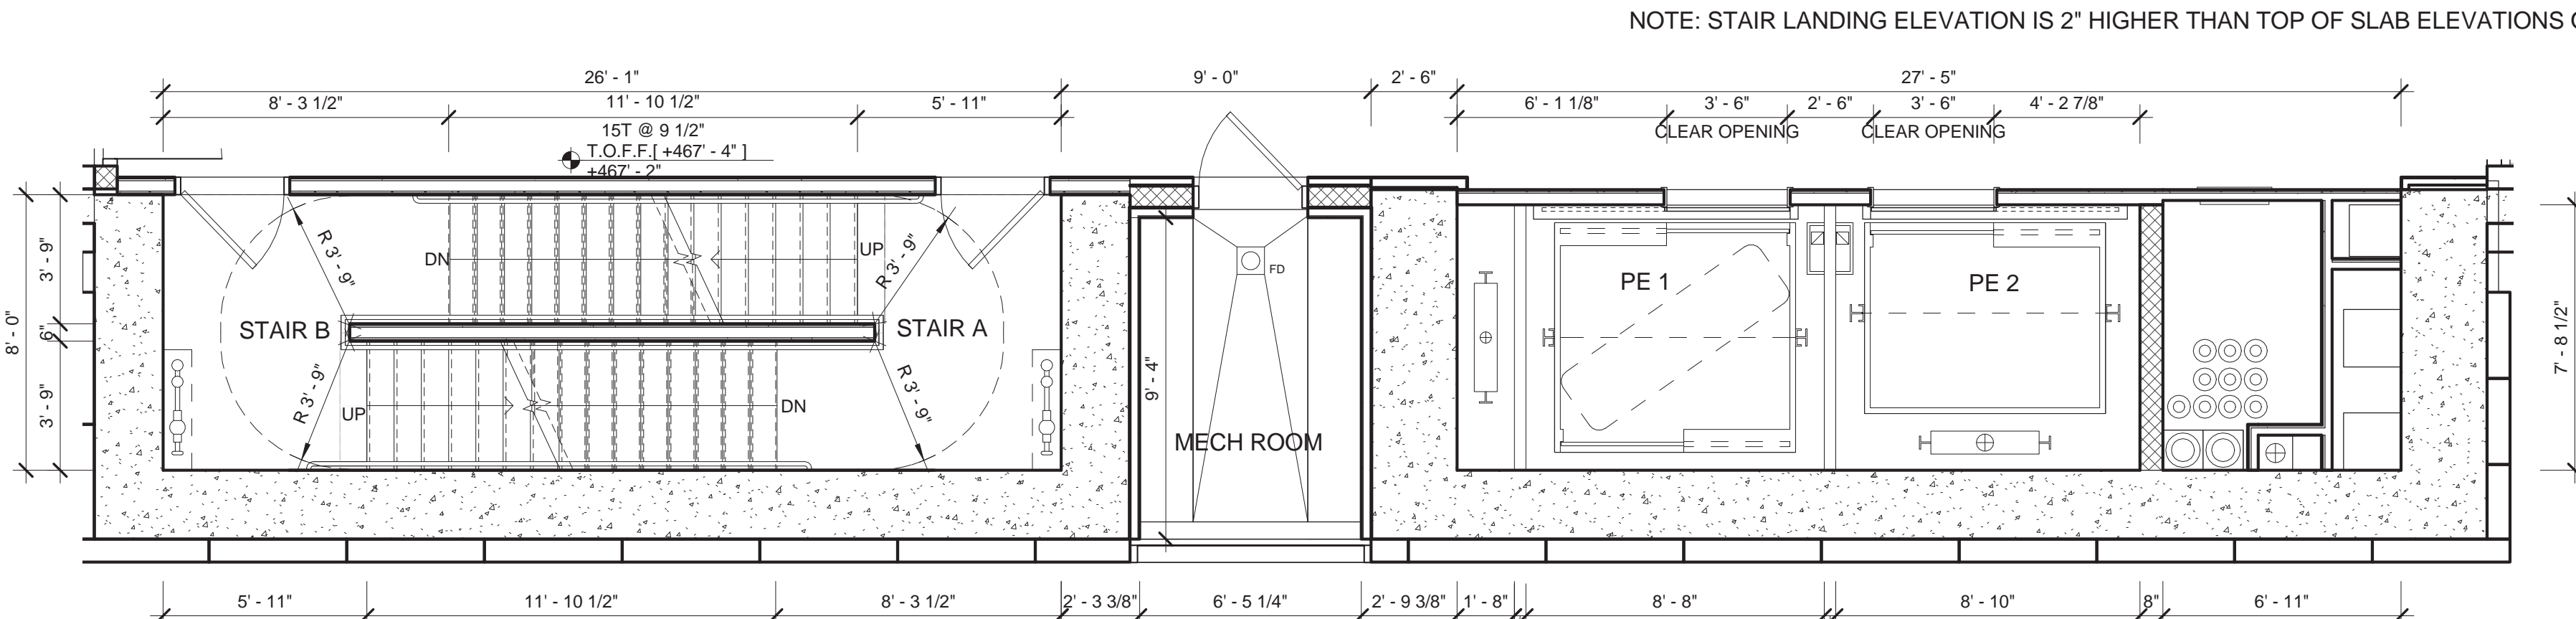 NOTE: STAIR LANDING ELEVATION IS 2" HIGHER THAN TOP OF SLAB ELEVATIONS
26' - 1"
9' - 0"
2' - 6"
27' - 5"
8' - 3 1/2"
11' - 10 1/2"
5' - 11"
6' - 1 1/8"
3' - 6"
2' - 6"
3' - 6"
4' - 2 7/8"
15T @ 9 1/2"
CLEAR OPENING
CLEAR OPENING
T.O.F.F.[ +467' - 4" ]
+467' - 2"
3' - 9"
R 3' - 9"
DN
UP
R 3' - 9"
FD
PE 1
PE 2
8' - 0"
6"
STAIR B
STAIR A
9' - 4"
7' - 8 1/2"
3' - 9"
R 3' - 9"
UP
DN
R 3' - 9"
MECH ROOM
5' - 11"
11' - 10 1/2"
8' - 3 1/2"
2' - 3 3/8"
6' - 5 1/4"
2' - 9 3/8"
1' - 8"
8' - 8"
8' - 10"
8"
6' - 11"